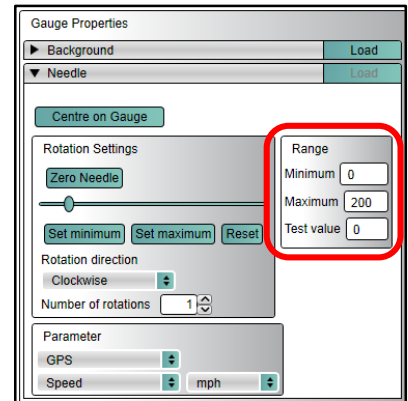 Gauge Properties
Background Load
Needle Load
Centre on Gauge
Rotation Settings
Zero Needle
Set minimum Set maximum Reset
Rotation direction
Clockwise
Number of rotations 1
Range
Minimum 0
Maximum 200
Test value 0
Parameter
GPS
Speed mph